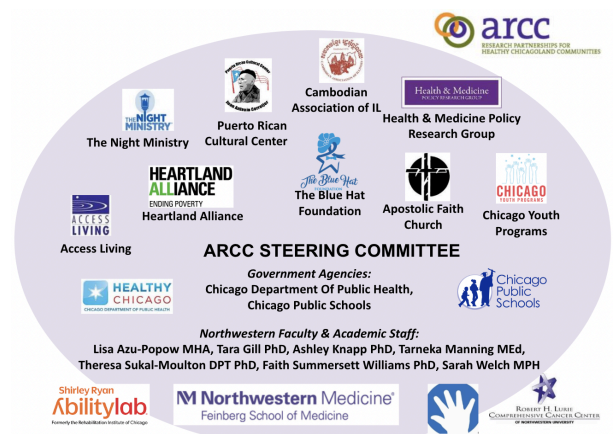 arcc
RESEARCH PARTNERSHIPS FOR
HEALTHY CHICAGOLAND COMMUNITIES
THE NIGHT
MINISTRY
The Night Ministry
Puerto Rican Cultural Center
Puerto Rican
Cultural Center
Cambodian
Association of IL
Health & Medicine
POLICY RESEARCH GROUP
Health & Medicine Policy
Research Group
ACCESS
LIVING
Access Living
HEARTLAND
ALLIANCE
ENDING POVERTY
Heartland Alliance
The Blue Hat
FOUNDATION
The Blue Hat
Foundation
Apostolic Faith
Church
CHICAGO
YOUTH PROGRAMS
Chicago Youth
Programs
ARCC STEERING COMMITTEE
HEALTHY
CHICAGO
CHICAGO DEPARTMENT OF PUBLIC HEALTH
Government Agencies:
Chicago Department Of Public Health,
Chicago Public Schools
Chicago
Public
Schools
Northwestern Faculty & Academic Staff:
Lisa Azu-Popow MHA, Tara Gill PhD, Ashley Knapp PhD, Tarneka Manning MEd,
Theresa Sukal-Moulton DPT PhD, Faith Summersett Williams PhD, Sarah Welch MPH
Shirley Ryan
Abilitylab
Formerly the Rehabilitation Institute of Chicago
M Northwestern Medicine®
Feinberg School of Medicine
ROBERT H. LURIE
COMPREHENSIVE CANCER CENTER
OF NORTHWESTERN UNIVERSITY